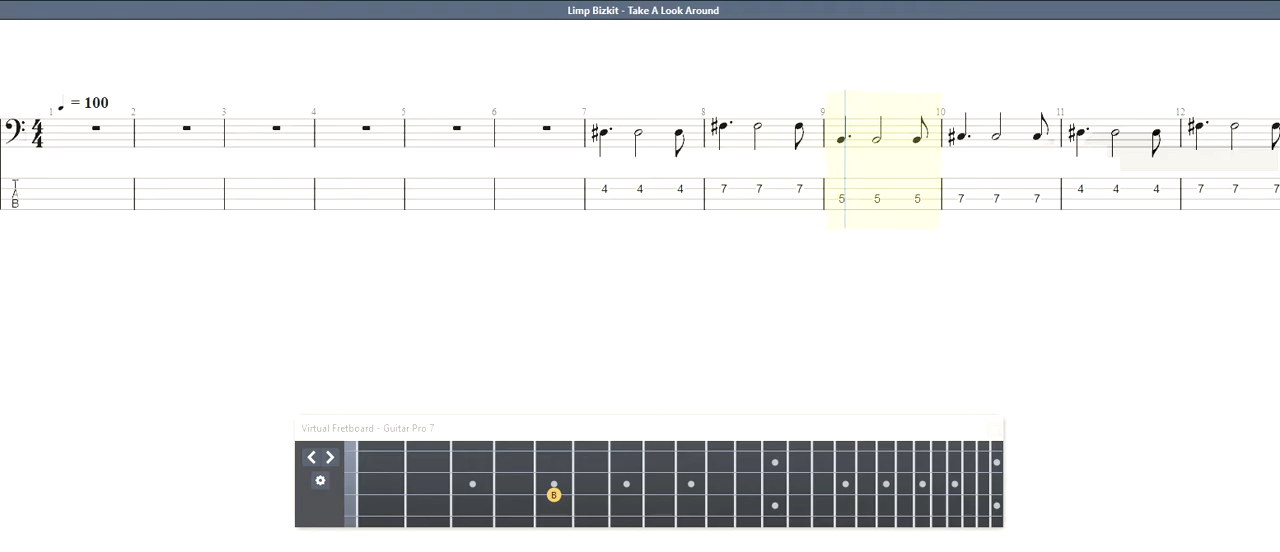 Limp Bizkit - Take A Look Around
= 100
1 2 3 4 5 6 7 8 9 10 11 12
4
4
T
A
B
4 4 4 7 7 7 5 5 5 7 7 7 4 4 4 7 7 7
Virtual Fretboard - Guitar Pro 7
B